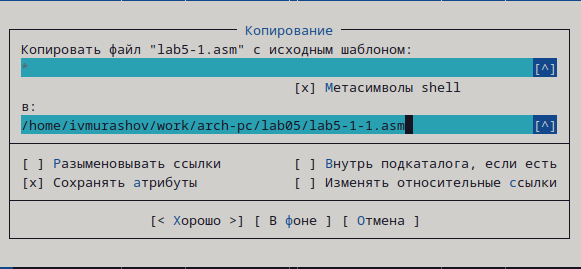 Копирование
Копировать файл "lab5-1.asm" с исходным шаблоном:
* [^]
[x] Метасимволы shell
в:
/home/ivmurashov/work/arch-pc/lab05/lab5-1-1.asm [^]
[ ] Разыменовывать ссылки [ ] Внутрь подкаталога, если есть
[x] Сохранять атрибуты [ ] Изменять относительные ссылки
[< Хорошо >] [ В фоне ] [ Отмена ]